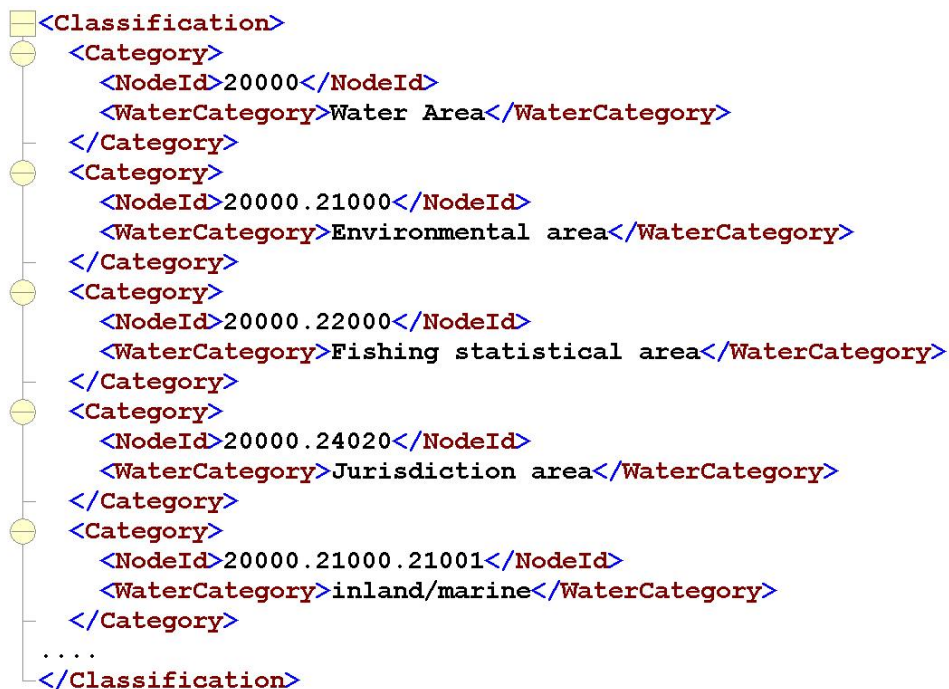 <Classification>
<Category>
<NodeId>20000</NodeId>
<WaterCategory>Water Area</WaterCategory>
</Category>
<Category>
<NodeId>20000.21000</NodeId>
<WaterCategory>Environmental area</WaterCategory>
</Category>
<Category>
<NodeId>20000.22000</NodeId>
<WaterCategory>Fishing statistical area</WaterCategory>
</Category>
<Category>
<NodeId>20000.24020</NodeId>
<WaterCategory>Jurisdiction area</WaterCategory>
</Category>
<Category>
<NodeId>20000.21000.21001</NodeId>
<WaterCategory>inland/marine</WaterCategory>
</Category>
....
</Classification>